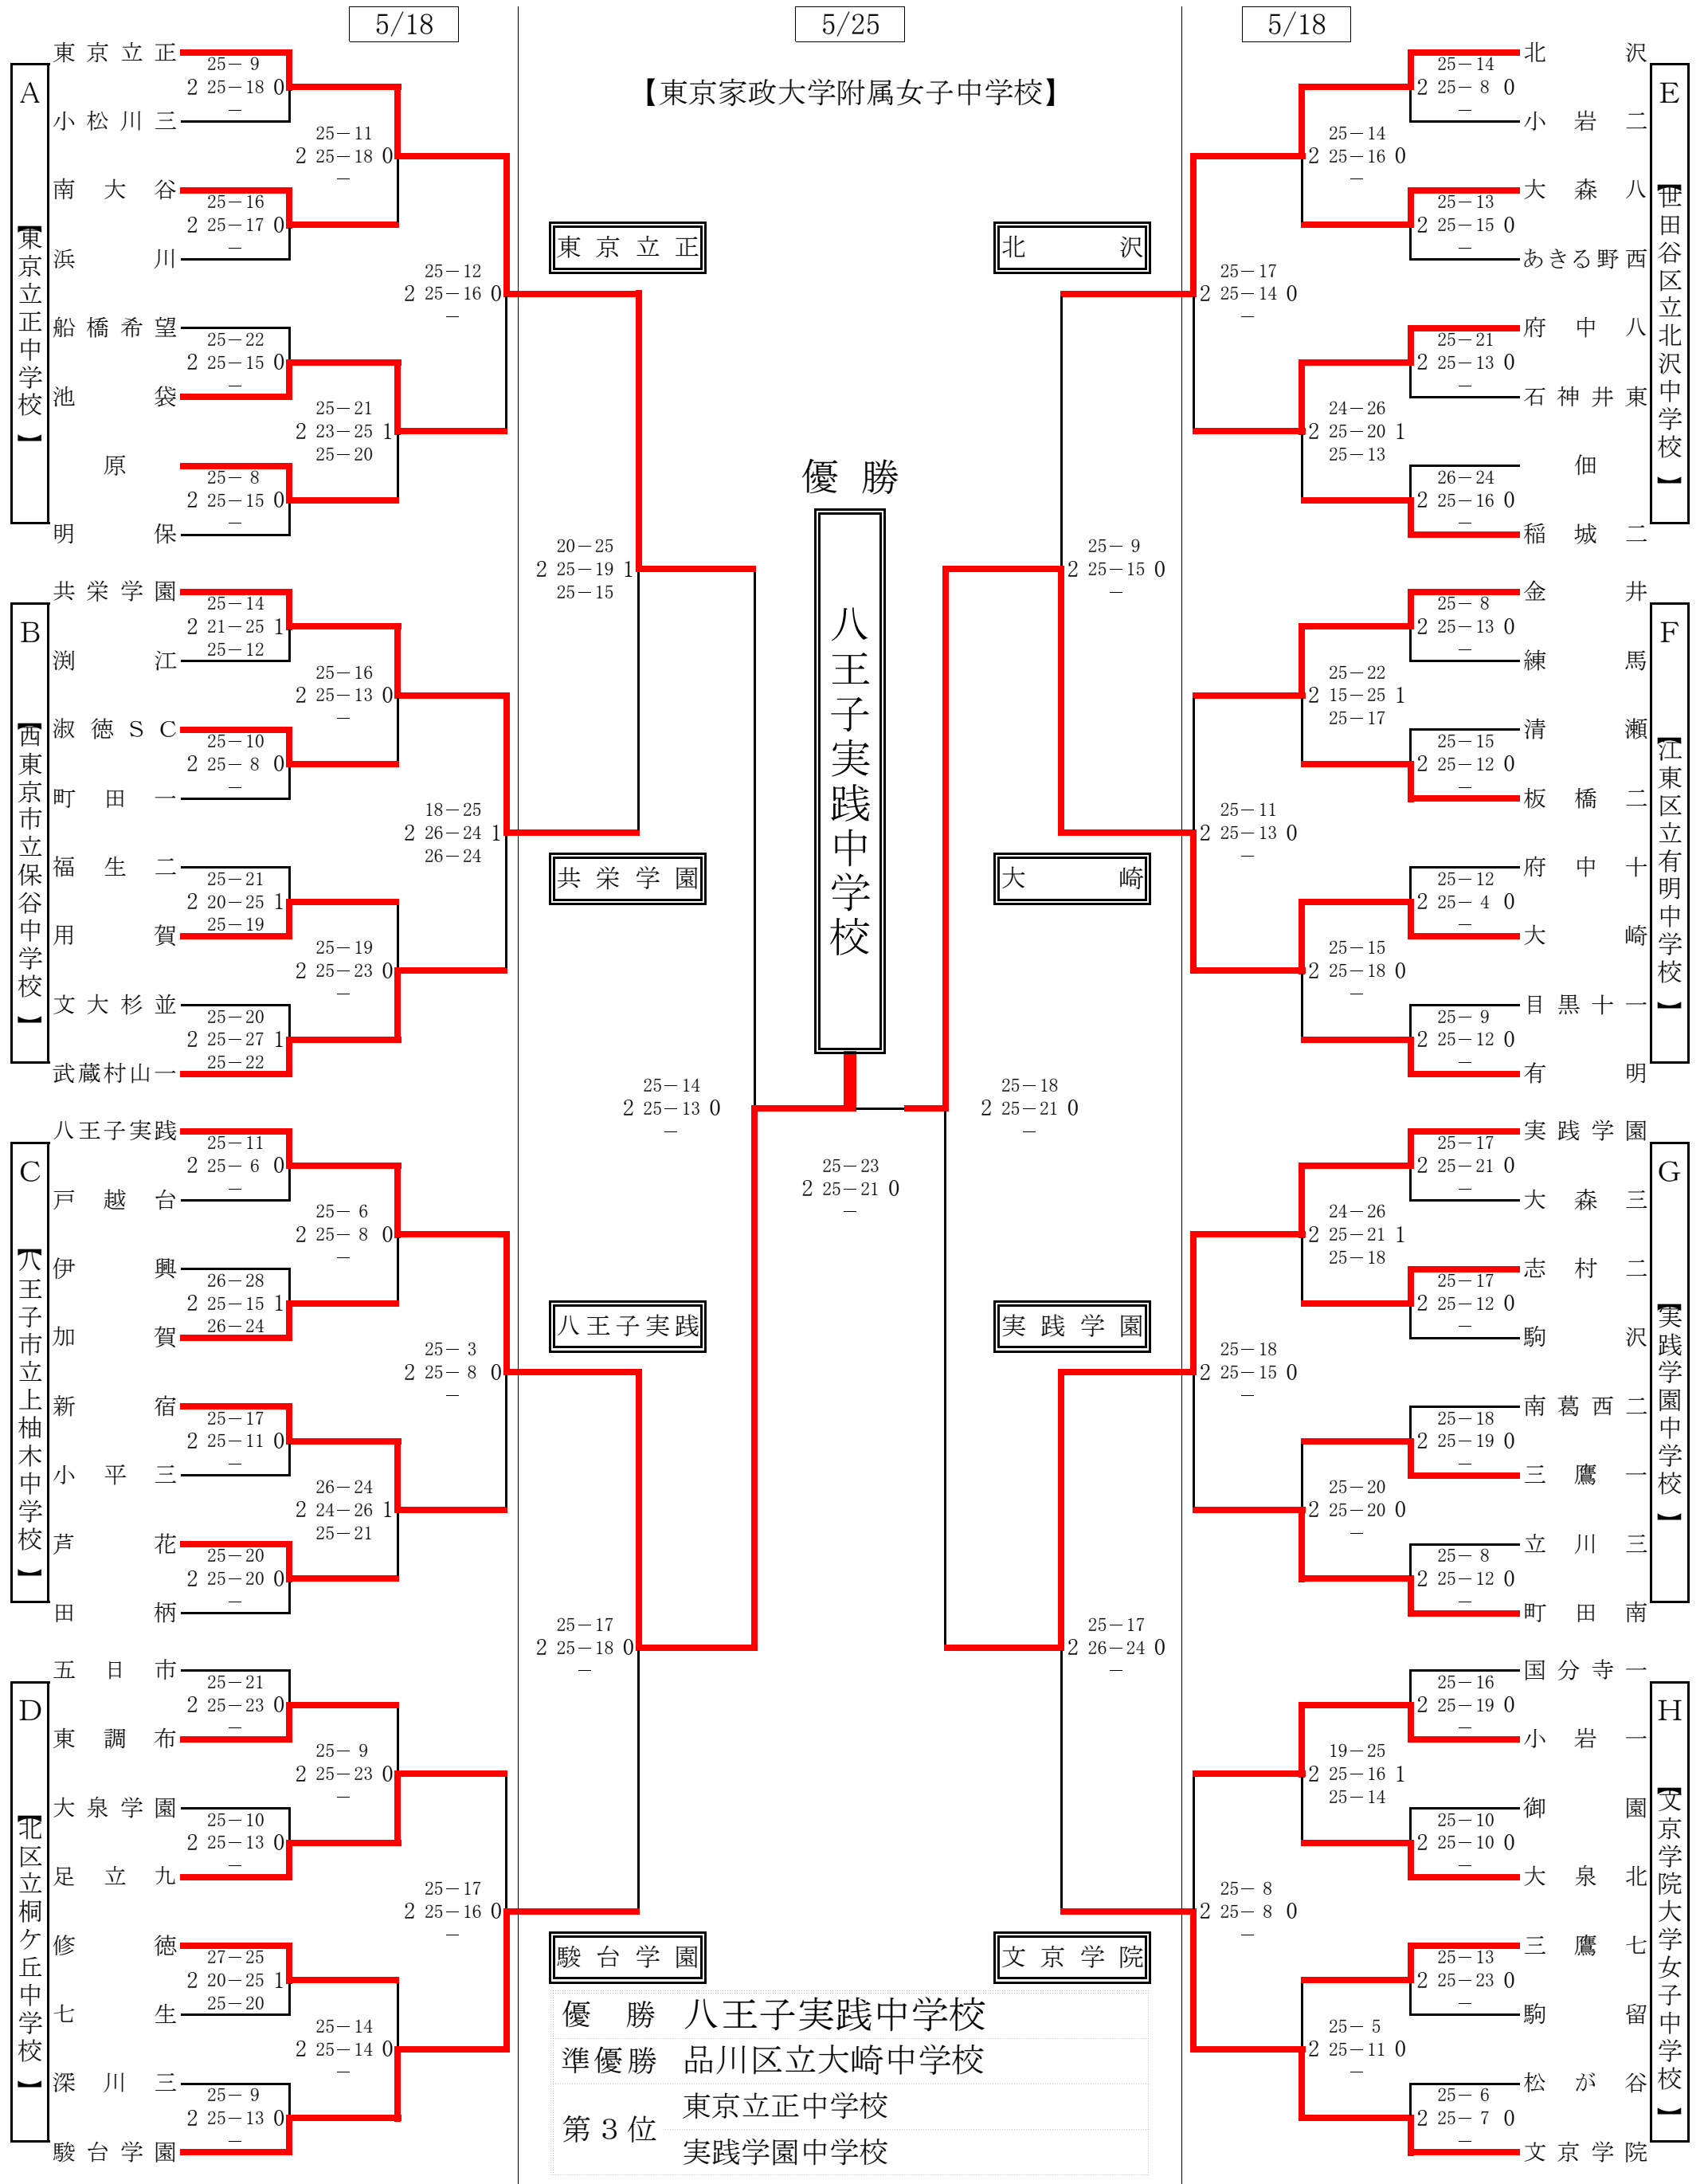 5/18
5/25
5/18
【東京家政大学附属女子中学校】
A
【東京立正中学校】
東京立正
25－9
2 25－18 0
－
小松川三
25－11
2 25－18 0
－
南大谷
25－16
2 25－17 0
－
浜川
25－12
2 25－16 0
－
船橋希望
25－22
2 25－15 0
－
池袋
25－21
2 23－25 1
25－20
原
25－8
2 25－15 0
－
明保
B
【西東京市立保谷中学校】
共栄学園
25－14
2 21－25 1
25－12
渕江
25－16
2 25－13 0
－
淑徳SC
25－10
2 25－8 0
－
町田一
18－25
2 26－24 1
26－24
福生二
25－21
2 20－25 1
25－19
用賀
25－19
2 25－23 0
－
文大杉並
25－20
2 25－27 1
25－22
武蔵村山一
C
【八王子市立上柚木中学校】
八王子実践
25－11
2 25－6 0
－
戸越台
25－6
2 25－8 0
－
伊興
26－28
2 25－15 1
26－24
加賀
25－3
2 25－8 0
－
新宿
25－17
2 25－11 0
－
小平三
26－24
2 24－26 1
25－21
芦花
25－20
2 25－20 0
－
田柄
D
【北区立桐ケ丘中学校】
五日市
25－21
2 25－23 0
－
東調布
25－9
2 25－23 0
－
大泉学園
25－10
2 25－13 0
－
足立九
25－17
2 25－16 0
－
修徳
27－25
2 20－25 1
25－20
七生
25－14
2 25－14 0
－
深川三
25－9
2 25－13 0
－
駿台学園
東京立正
20－25
2 25－19 1
25－15
共栄学園
25－14
2 25－13 0
－
八王子実践
25－17
2 25－18 0
－
駿台学園
優勝
八王子実践中学校
25－23
2 25－21 0
－
北沢
25－9
2 25－15 0
－
大崎
25－18
2 25－21 0
－
実践学園
25－17
2 26－24 0
－
文京学院
優勝 八王子実践中学校
準優勝 品川区立大崎中学校
第3位
東京立正中学校
実践学園中学校
E
【世田谷区立北沢中学校】
北沢
25－14
2 25－8 0
－
小岩二
25－14
2 25－16 0
－
大森八
25－13
2 25－15 0
－
あきる野西
25－17
2 25－14 0
－
府中八
25－21
2 25－13 0
－
石神井東
24－26
2 25－20 1
25－13
佃
26－24
2 25－16 0
－
稲城二
F
【江東区立有明中学校】
金井
25－8
2 25－13 0
－
練馬
25－22
2 15－25 1
25－17
清瀬
25－15
2 25－12 0
－
板橋二
25－11
2 25－13 0
－
府中十
25－12
2 25－4 0
－
大崎
25－15
2 25－18 0
－
目黒十一
25－9
2 25－12 0
－
有明
G
【実践学園中学校】
実践学園
25－17
2 25－21 0
－
大森三
24－26
2 25－21 1
25－18
志村二
25－17
2 25－12 0
－
駒沢
25－18
2 25－15 0
－
南葛西二
25－18
2 25－19 0
－
三鷹一
25－20
2 25－20 0
－
立川三
25－8
2 25－12 0
－
町田南
H
【文京学院大学女子中学校】
国分寺一
25－16
2 25－19 0
－
小岩一
19－25
2 25－16 1
25－14
御園
25－10
2 25－10 0
－
大泉北
25－8
2 25－8 0
－
三鷹七
25－13
2 25－23 0
－
駒留
25－5
2 25－11 0
－
松が谷
25－6
2 25－7 0
－
文京学院